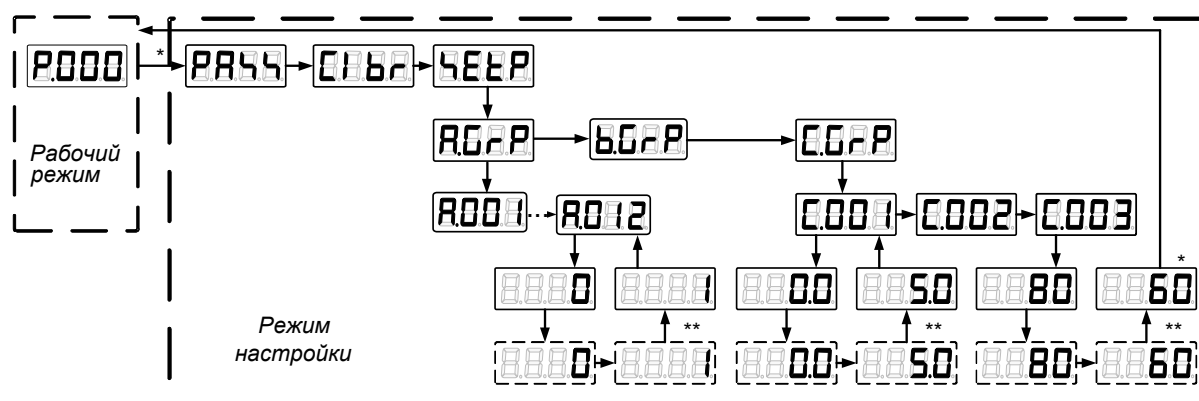 P.000 * PASS CIbr SEtP
Рабочий
режим
A.GrP b.GrP C.GrP
A.001 A.012 C.001 C.002 C.003
0 1 0.0 5.0 80 60 *
** ** **
0 1 0.0 5.0 80 60
Режим
настройки